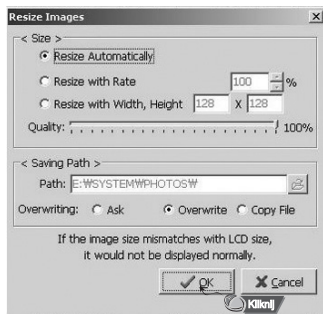 Resize Images
< Size >
Resize Automatically
Resize with Rate 100 %
Resize with Width, Height 128 X 128
Quality: 100%
< Saving Path >
Path: E:₩SYSTEM₩PHOTOS₩
Overwriting: Ask Overwrite Copy File
If the image size mismatches with LCD size,
it would not be displayed normally.
OK Cancel
Kliknij